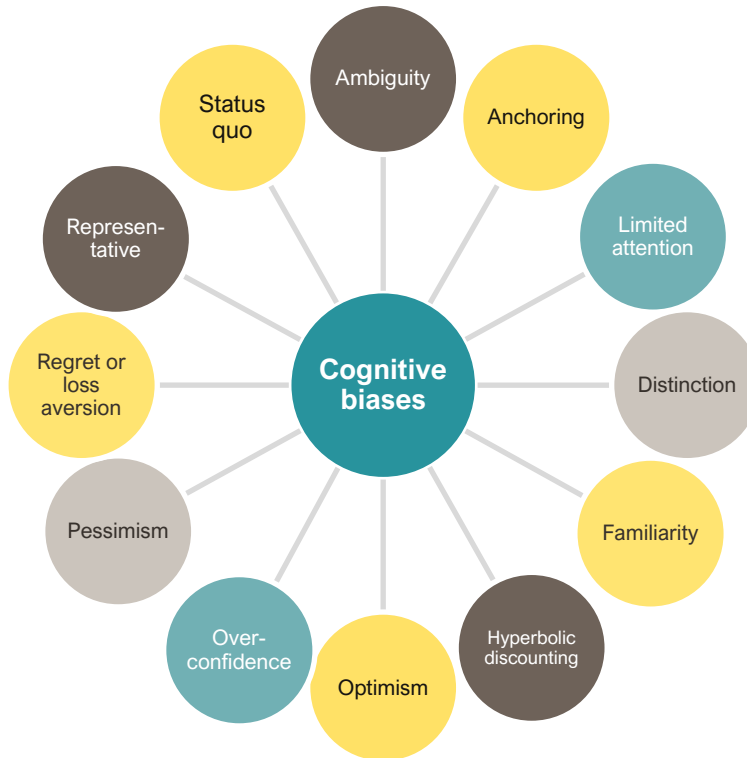 Ambiguity
Anchoring
Limited
attention
Distinction
Familiarity
Hyperbolic
discounting
Optimism
Over-
confidence
Pessimism
Regret or
loss
aversion
Represen-
tative
Status
quo
Cognitive
biases